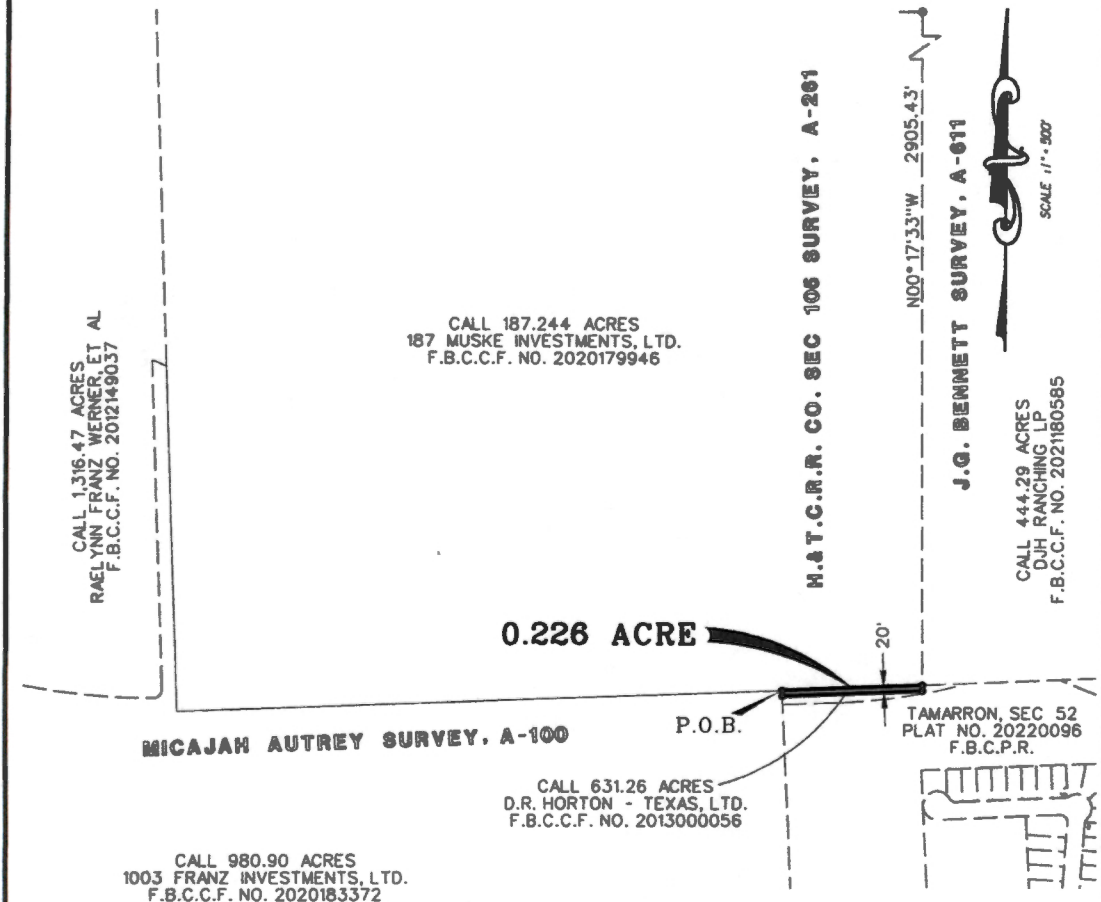 H.&T.C.R.R. CO. SEC 106 SURVEY, A-261
N00°17'33"W 2905.43'
J.G. BENNETT SURVEY, A-611
SCALE : 1" = 500'
CALL 1,316.47 ACRES
RAELYNN FRANZ WERNER, ET AL
F.B.C.C.F. NO. 2012149037
CALL 187.244 ACRES
187 MUSKE INVESTMENTS, LTD.
F.B.C.C.F. NO. 2020179946
CALL 444.29 ACRES
DJH RANCHING LP
F.B.C.C.F. NO. 2021180585
0.226 ACRE
20'
P.O.B.
TAMARRON, SEC 52
PLAT NO. 20220096
F.B.C.P.R.
MICAJAH AUTREY SURVEY, A-100
CALL 631.26 ACRES
D.R. HORTON - TEXAS, LTD.
F.B.C.C.F. NO. 2013000056
CALL 980.90 ACRES
1003 FRANZ INVESTMENTS, LTD.
F.B.C.C.F. NO. 2020183372